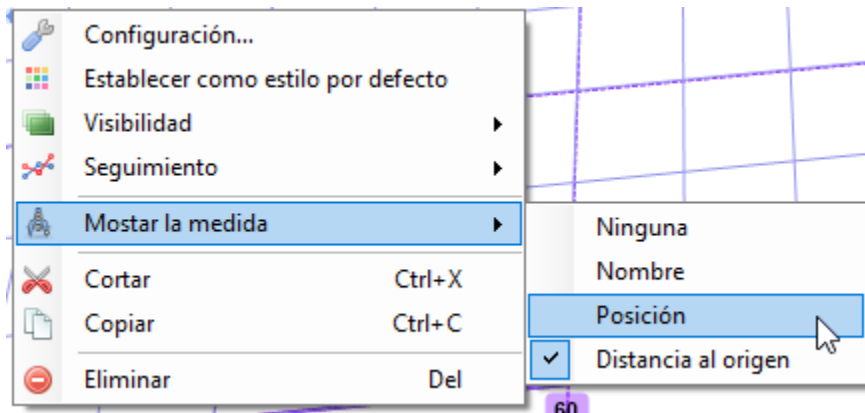 Configuración...
Establecer como estilo por defecto
Visibilidad
Seguimiento
Mostar la medida
Cortar Ctrl+X
Copiar Ctrl+C
Eliminar Del
Ninguna
Nombre
Posición
Distancia al origen
60